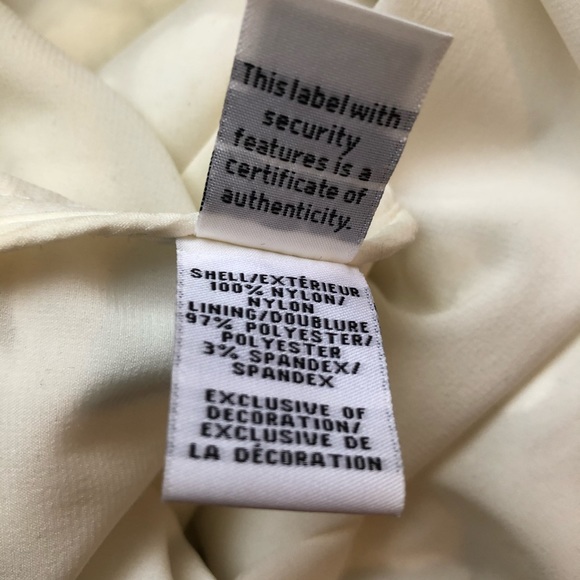 This label with
security
features is a
certificate of
authenticity.
SHELL/EXTÉRIEUR
100% NYLON/
NYLON
LINING/DOUBLURE
97% POLYESTER/
POLYESTER
3% SPANDEX/
SPANDEX
EXCLUSIVE OF
DECORATION/
EXCLUSIVE DE
LA DÉCORATION